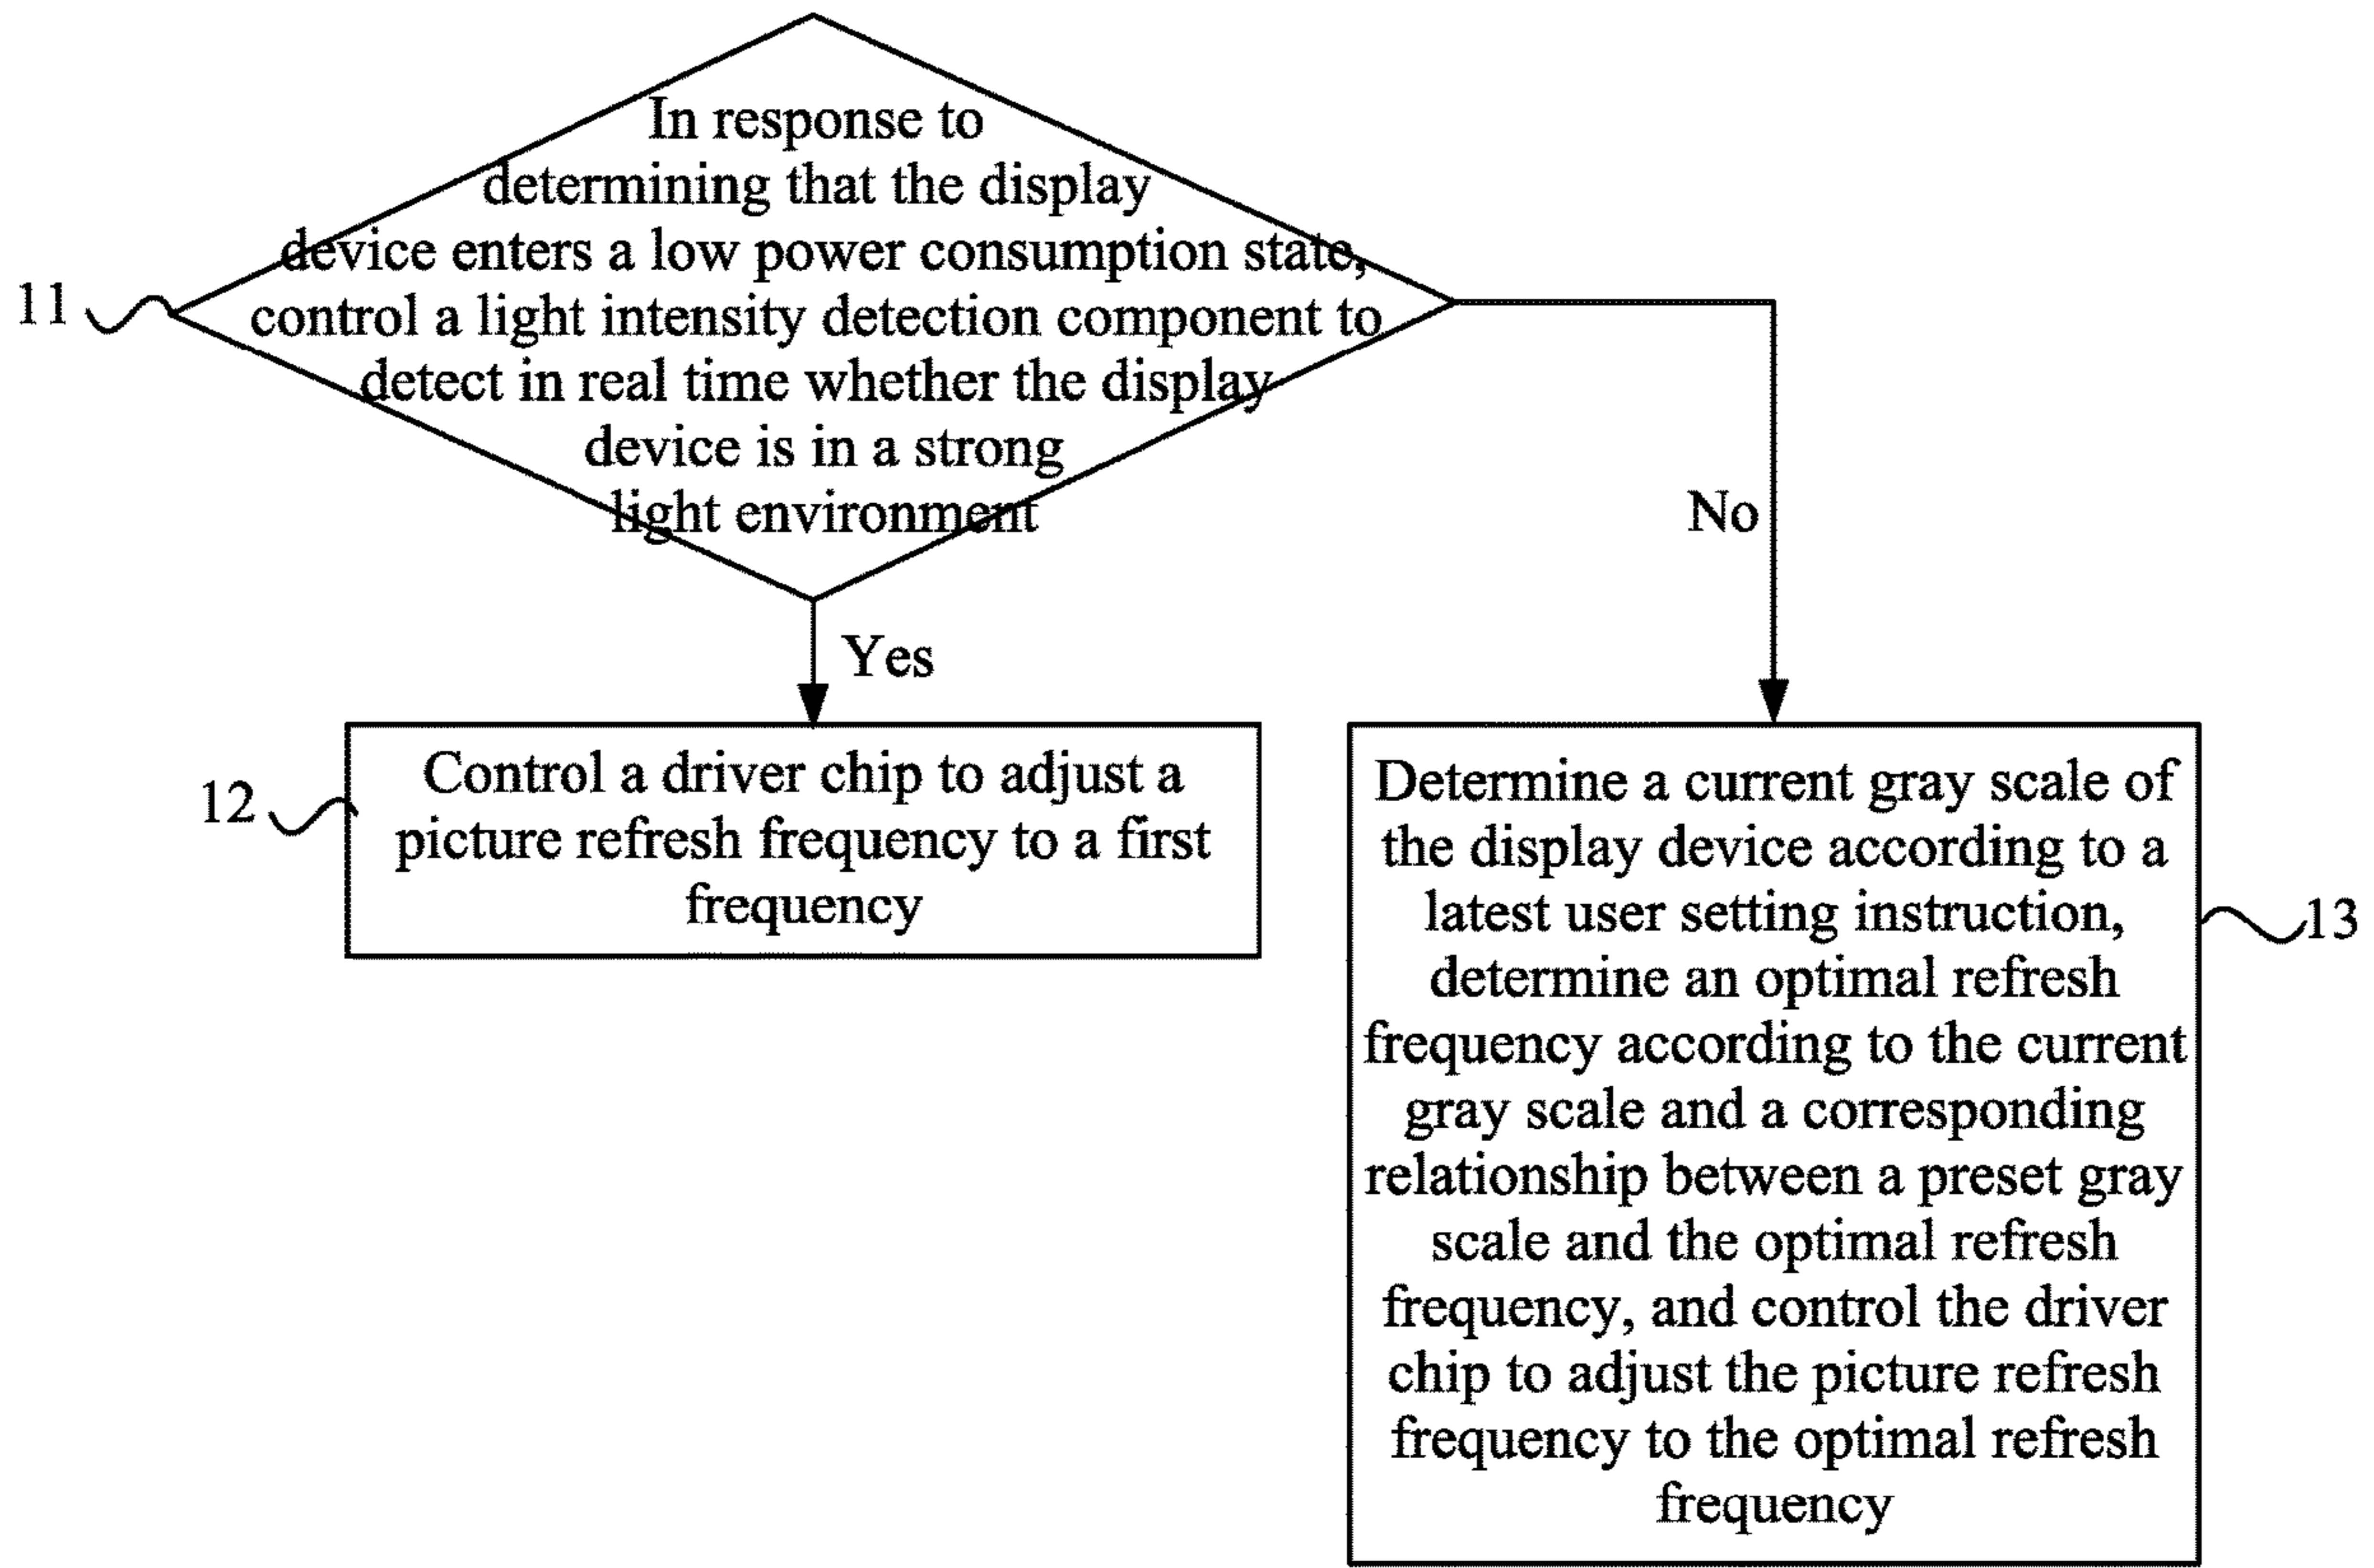 In response to
determining that the display
device enters a low power consumption state,
control a light intensity detection component to
detect in real time whether the display
device is in a strong
light environment
11
No
Yes
12
Control a driver chip to adjust a
picture refresh frequency to a first
frequency
Determine a current gray scale of
the display device according to a
latest user setting instruction,
determine an optimal refresh
frequency according to the current
gray scale and a corresponding
relationship between a preset gray
scale and the optimal refresh
frequency, and control the driver
chip to adjust the picture refresh
frequency to the optimal refresh
frequency
13